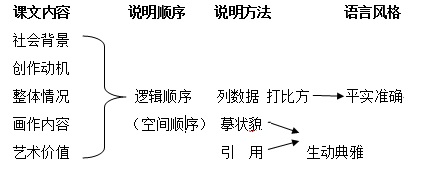 课文内容 说明顺序 说明方法 语言风格
社会背景
创作动机
整体情况 逻辑顺序 列数据 打比方 平实准确
画作内容 （空间顺序） 摹状貌
艺术价值 引 用 生动典雅